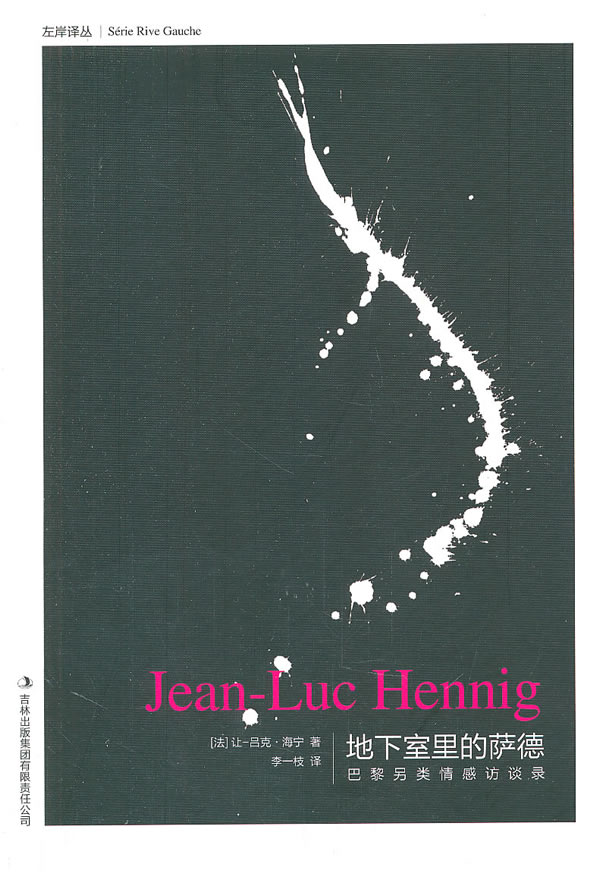 左岸译丛 | Série Rive Gauche
Jean-Luc Hennig
[法] 让-吕克·海宁 著
李一枝 译
地下室里的萨德
巴黎另类情感访谈录
吉林出版集团有限责任公司